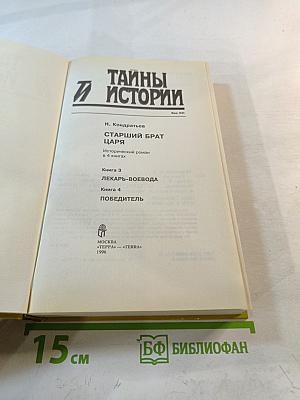 ТАЙНЫ
ИСТОРИИ
Н. Кондратьев
СТАРШИЙ БРАТ
ЦАРЯ
Исторический роман
в 4 книгах
Книга 3
ЛЕКАРЬ-ВОЕВОДА
Книга 4
ПОБЕДИТЕЛЬ
МОСКВА
«ТЕРРА» — «TERRA»
1996
15 см
БФ БИБЛИОФАН